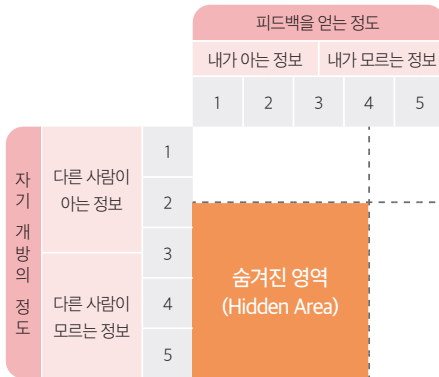 피드백을 얻는 정도
내가 아는 정보 내가 모르는 정보
1 2 3 4 5
자기 개방의 정도
다른 사람이
아는 정보
1
2
3
다른 사람이
모르는 정보
4
5
숨겨진 영역
(Hidden Area)